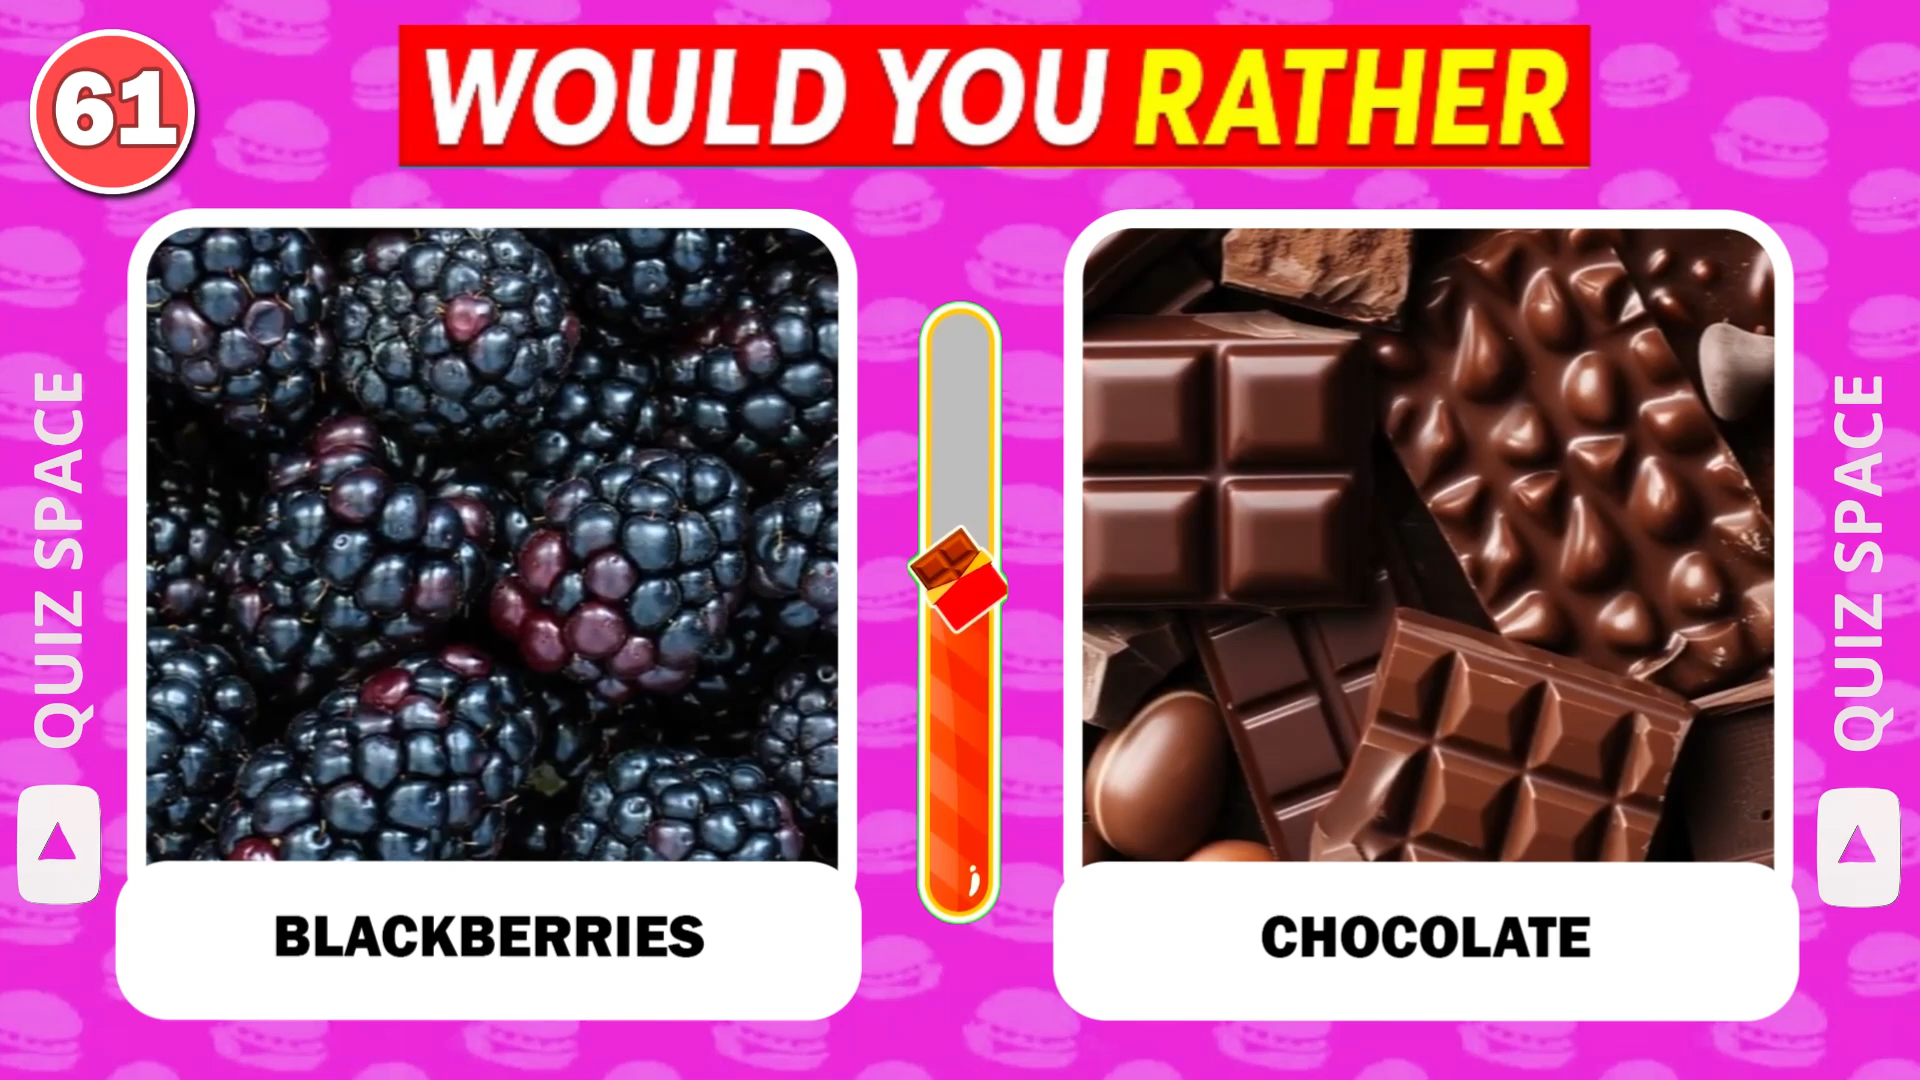 61
WOULD YOU RATHER
QUIZ SPACE
QUIZ SPACE
BLACKBERRIES
CHOCOLATE